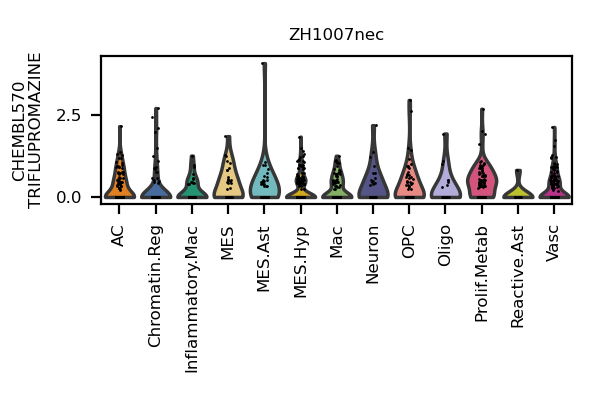 ZH1007nec
CHEMBL570
TRIFLUPROMAZINE
2.5
0.0
AC
Chromatin.Reg
Inflammatory.Mac
MES
MES.Ast
MES.Hyp
Mac
Neuron
OPC
Oligo
Prolif.Metab
Reactive.Ast
Vasc